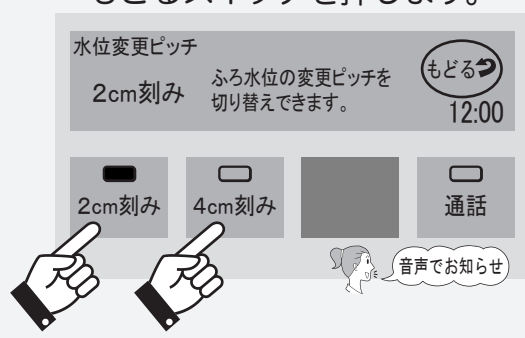 もどるスイッチを押します。
水位変更ピッチ
2cm刻み
ふろ水位の変更ピッチを
切り替えできます。
もどる
12:00
2cm刻み
4cm刻み
通話
音声でお知らせ